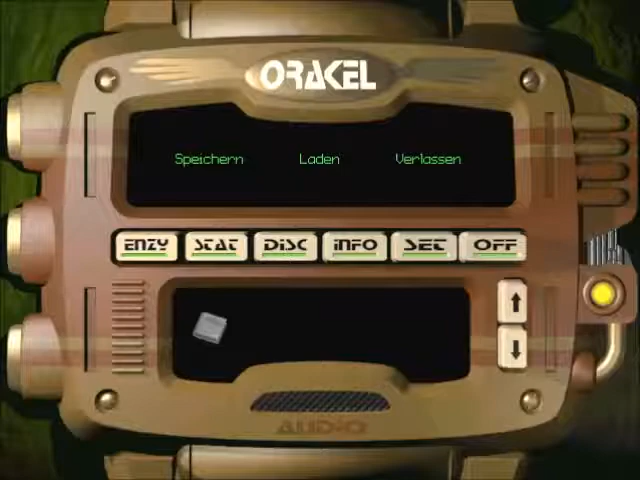 ORAKEL
Speichern Laden Verlassen
ENZY STAT DISC INFO SET OFF
AUDIO